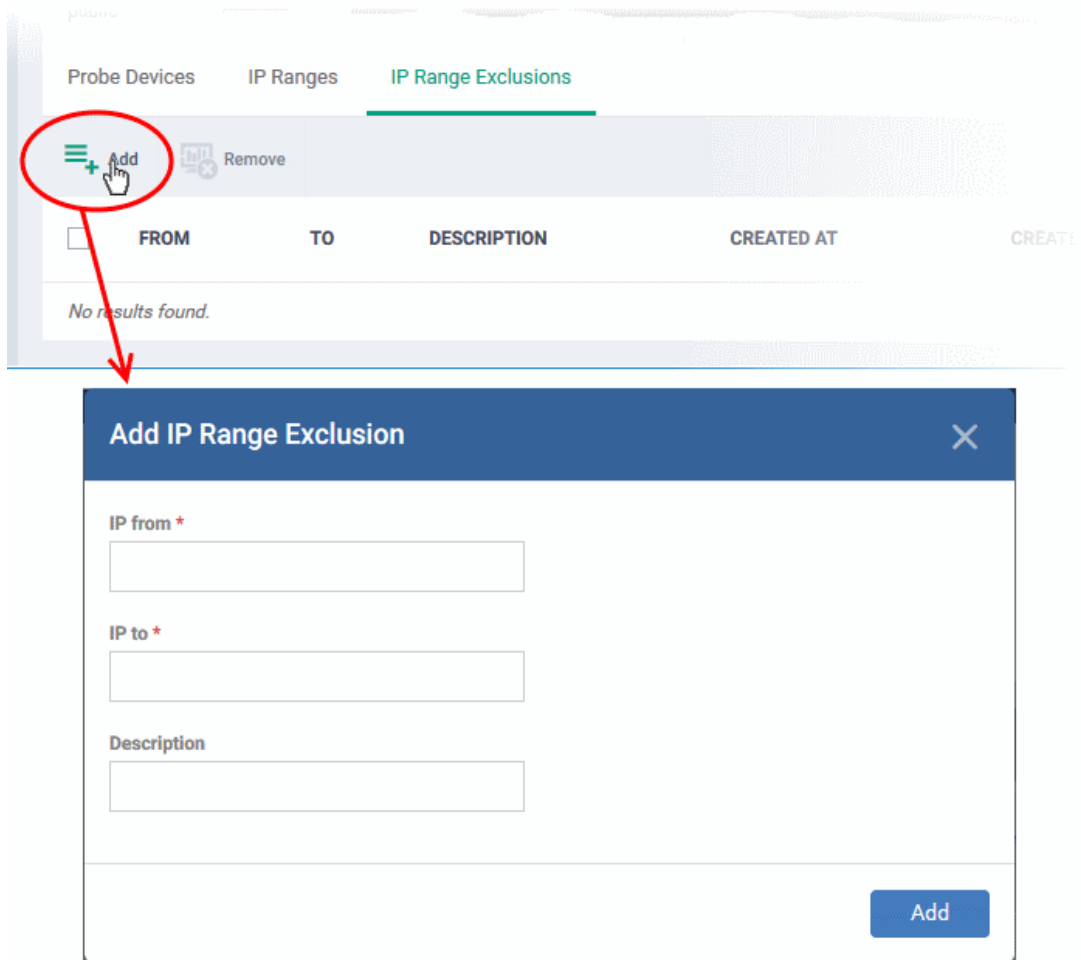 public
Probe Devices IP Ranges IP Range Exclusions
Add Remove
FROM TO DESCRIPTION CREATED AT
No results found.
Add IP Range Exclusion
IP from *
IP to *
Description
Add